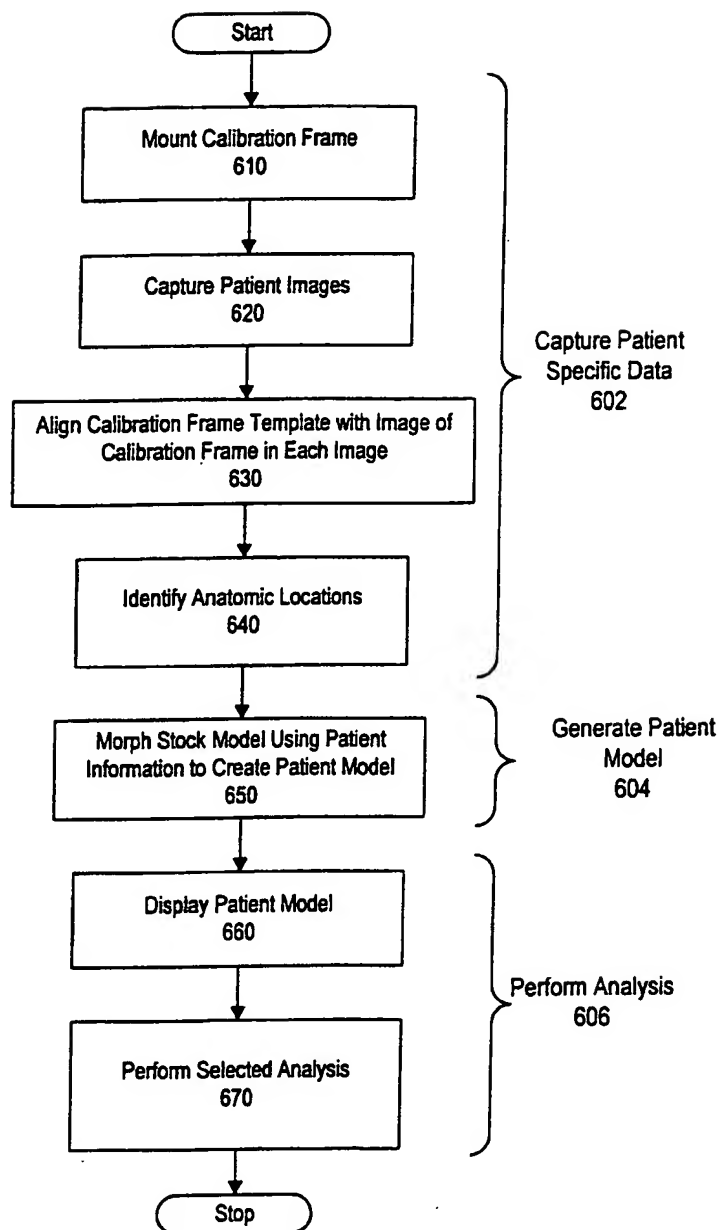 Start
Mount Calibration Frame
610
Capture Patient Images
620
Align Calibration Frame Template with Image of
Calibration Frame in Each Image
630
Identify Anatomic Locations
640
Capture Patient
Specific Data
602
Morph Stock Model Using Patient
Information to Create Patient Model
650
Generate Patient
Model
604
Display Patient Model
660
Perform Selected Analysis
670
Perform Analysis
606
Stop